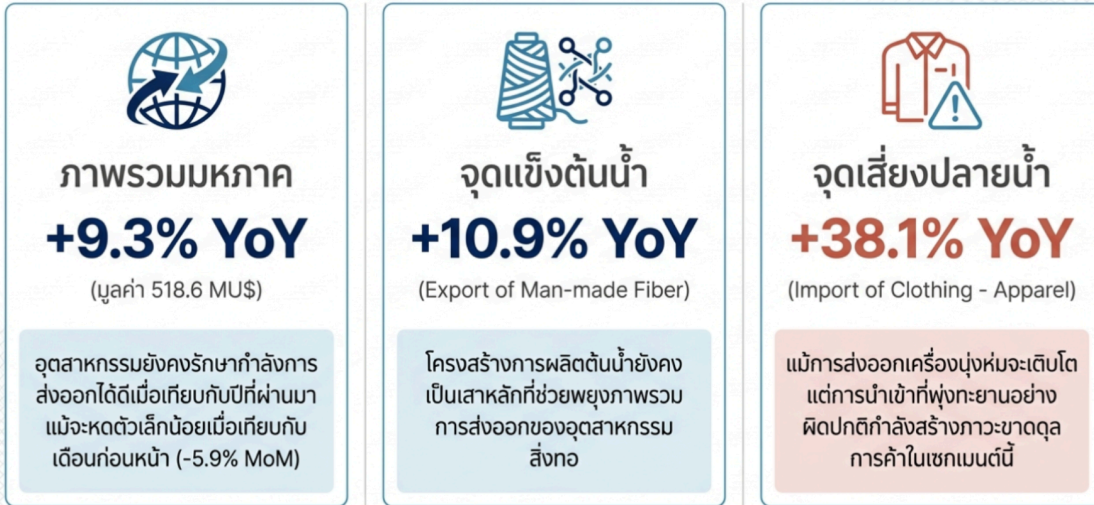 ภาพรวมมหภาค
+9.3% YoY
(มูลค่า 518.6 MU$)
อุตสาหกรรมยังคงรักษากำลังการ
ส่งออกได้ดีเมื่อเทียบกับปีที่ผ่านมา
แม้จะหดตัวเล็กน้อยเมื่อเทียบกับ
เดือนก่อนหน้า (-5.9% MoM)
จุดแข็งต้นน้ำ
+10.9% YoY
(Export of Man-made Fiber)
โครงสร้างการผลิตต้นน้ำยังคง
เป็นเสาหลักที่ช่วยพยุงภาพรวม
การส่งออกของอุตสาหกรรม
สิ่งทอ
จุดเสี่ยงปลายน้ำ
+38.1% YoY
(Import of Clothing - Apparel)
แม้การส่งออกเครื่องนุ่งห่มจะเติบโต
แต่การนำเข้าที่พุ่งทะยานอย่าง
ผิดปกติกำลังสร้างภาวะขาดดุล
การค้าในเซกเมนต์นี้